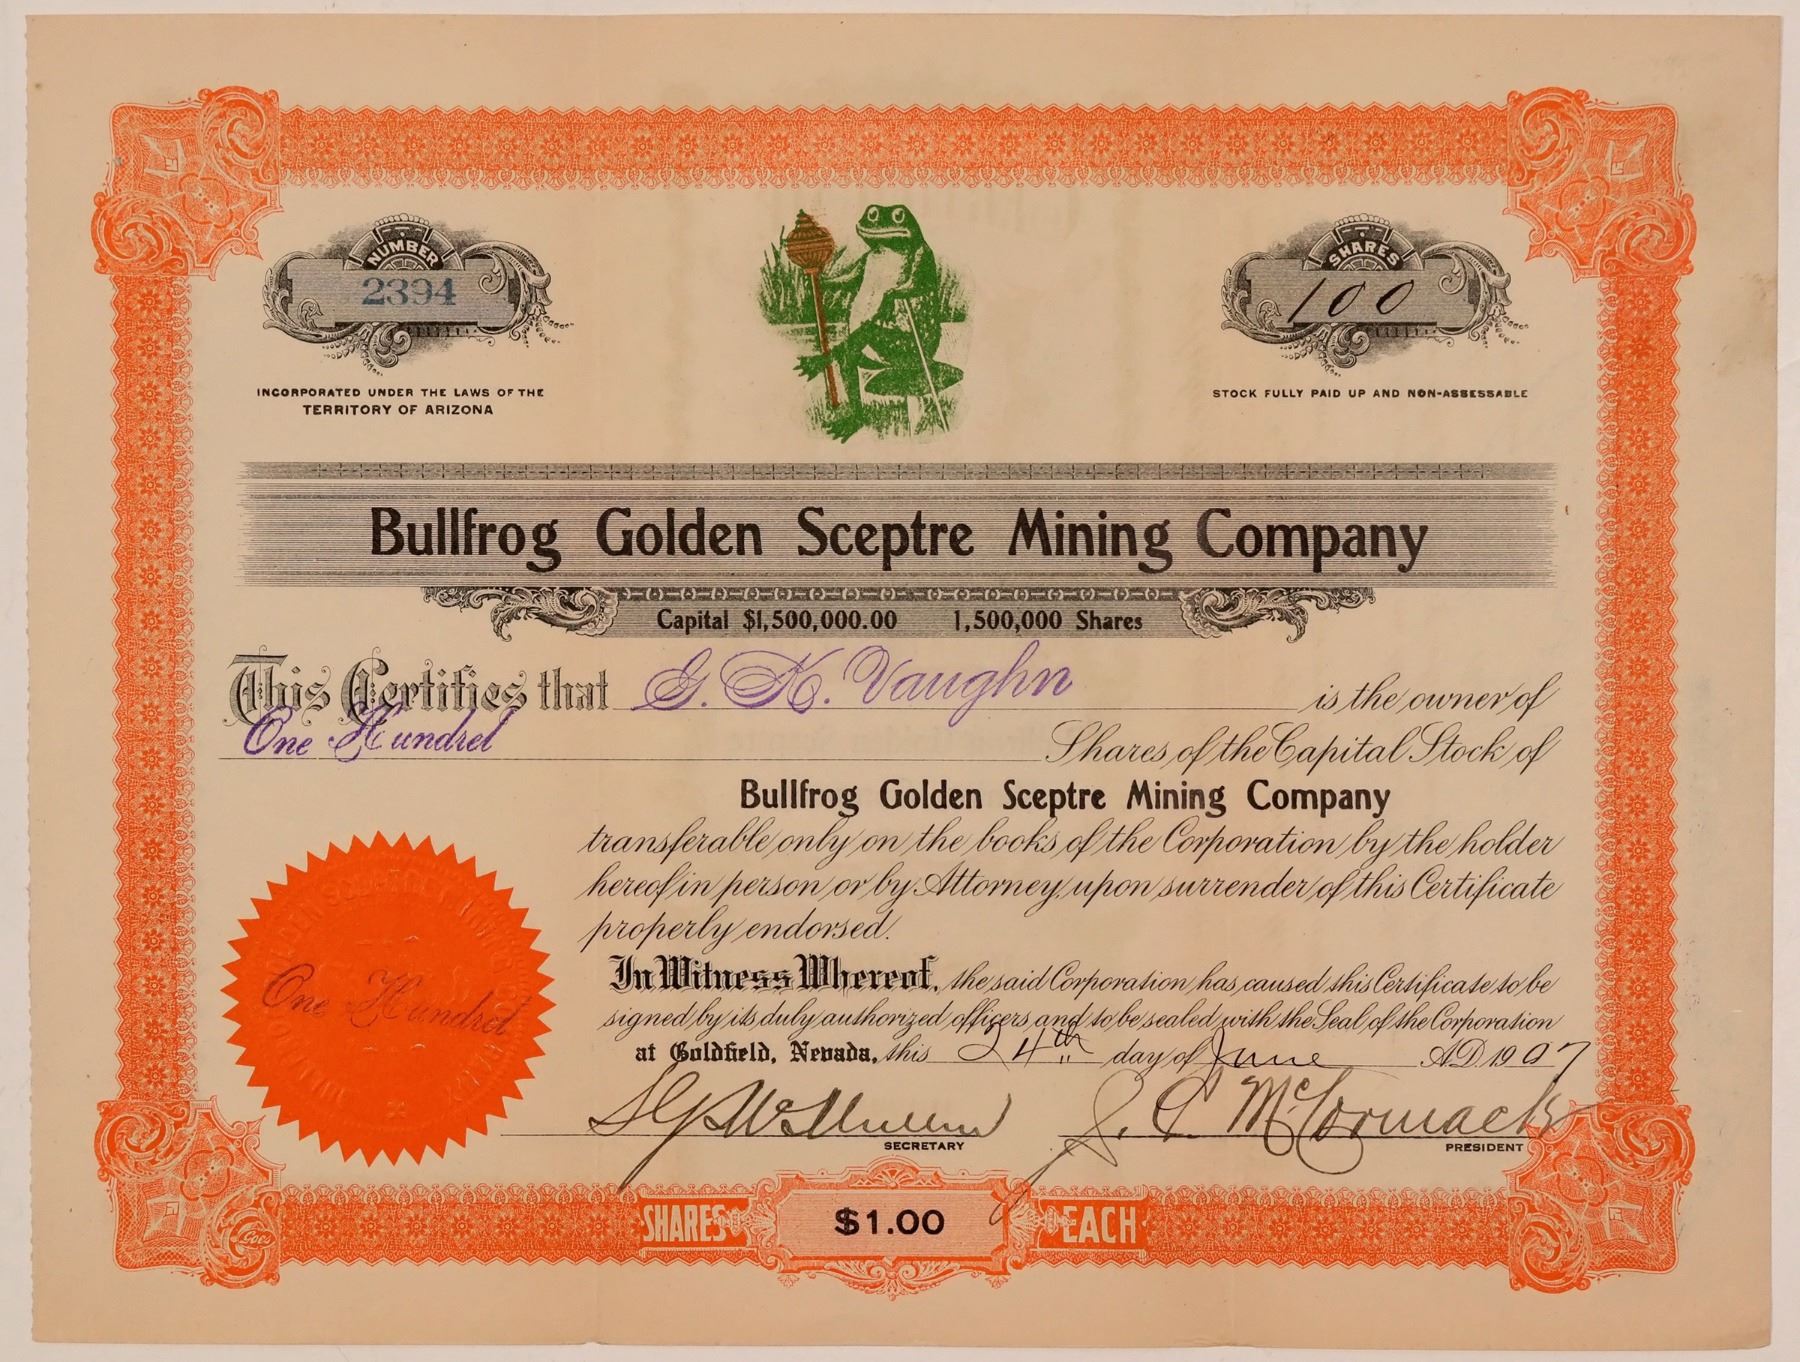 NUMBER
2394
SHARES
100
INCORPORATED UNDER THE LAWS OF THE
TERRITORY OF ARIZONA
STOCK FULLY PAID UP AND NON-ASSESSABLE
Bullfrog Golden Sceptre Mining Company
Capital $1,500,000.00 1,500,000 Shares
This Certifies that G. K. Vaughn is the owner of
One Hundred Shares of the Capital Stock of
Bullfrog Golden Sceptre Mining Company
transferable only on the books of the Corporation by the holder
hereof in person or by Attorney, upon surrender of this Certificate
properly endorsed.
In Witness Whereof, the said Corporation has caused this Certificate to be
signed by its duly authorized officers and to be sealed with the Seal of the Corporation
at Goldfield, Nevada, this 24th day of June A.D. 1907
One Hundred
J. C. McCormack
SECRETARY
PRESIDENT
SHARES $1.00 EACH
Goes